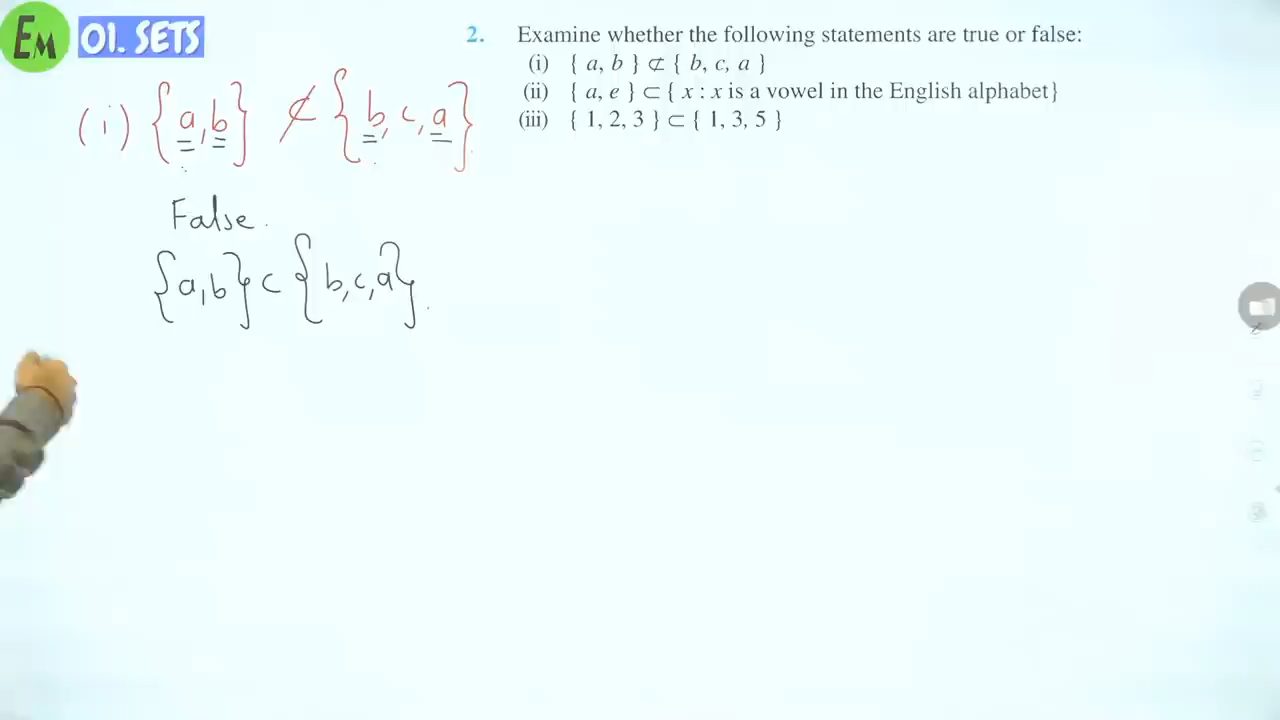 EM 01. SETS
2. Examine whether the following statements are true or false:
(i) { a, b } ⊄ { b, c, a }
(ii) { a, e } ⊂ { x : x is a vowel in the English alphabet}
(iii) { 1, 2, 3 } ⊂ { 1, 3, 5 }
(i) {a,b} ⊄ {b, c, a}
False.
{a,b} ⊂ {b,c,a}.